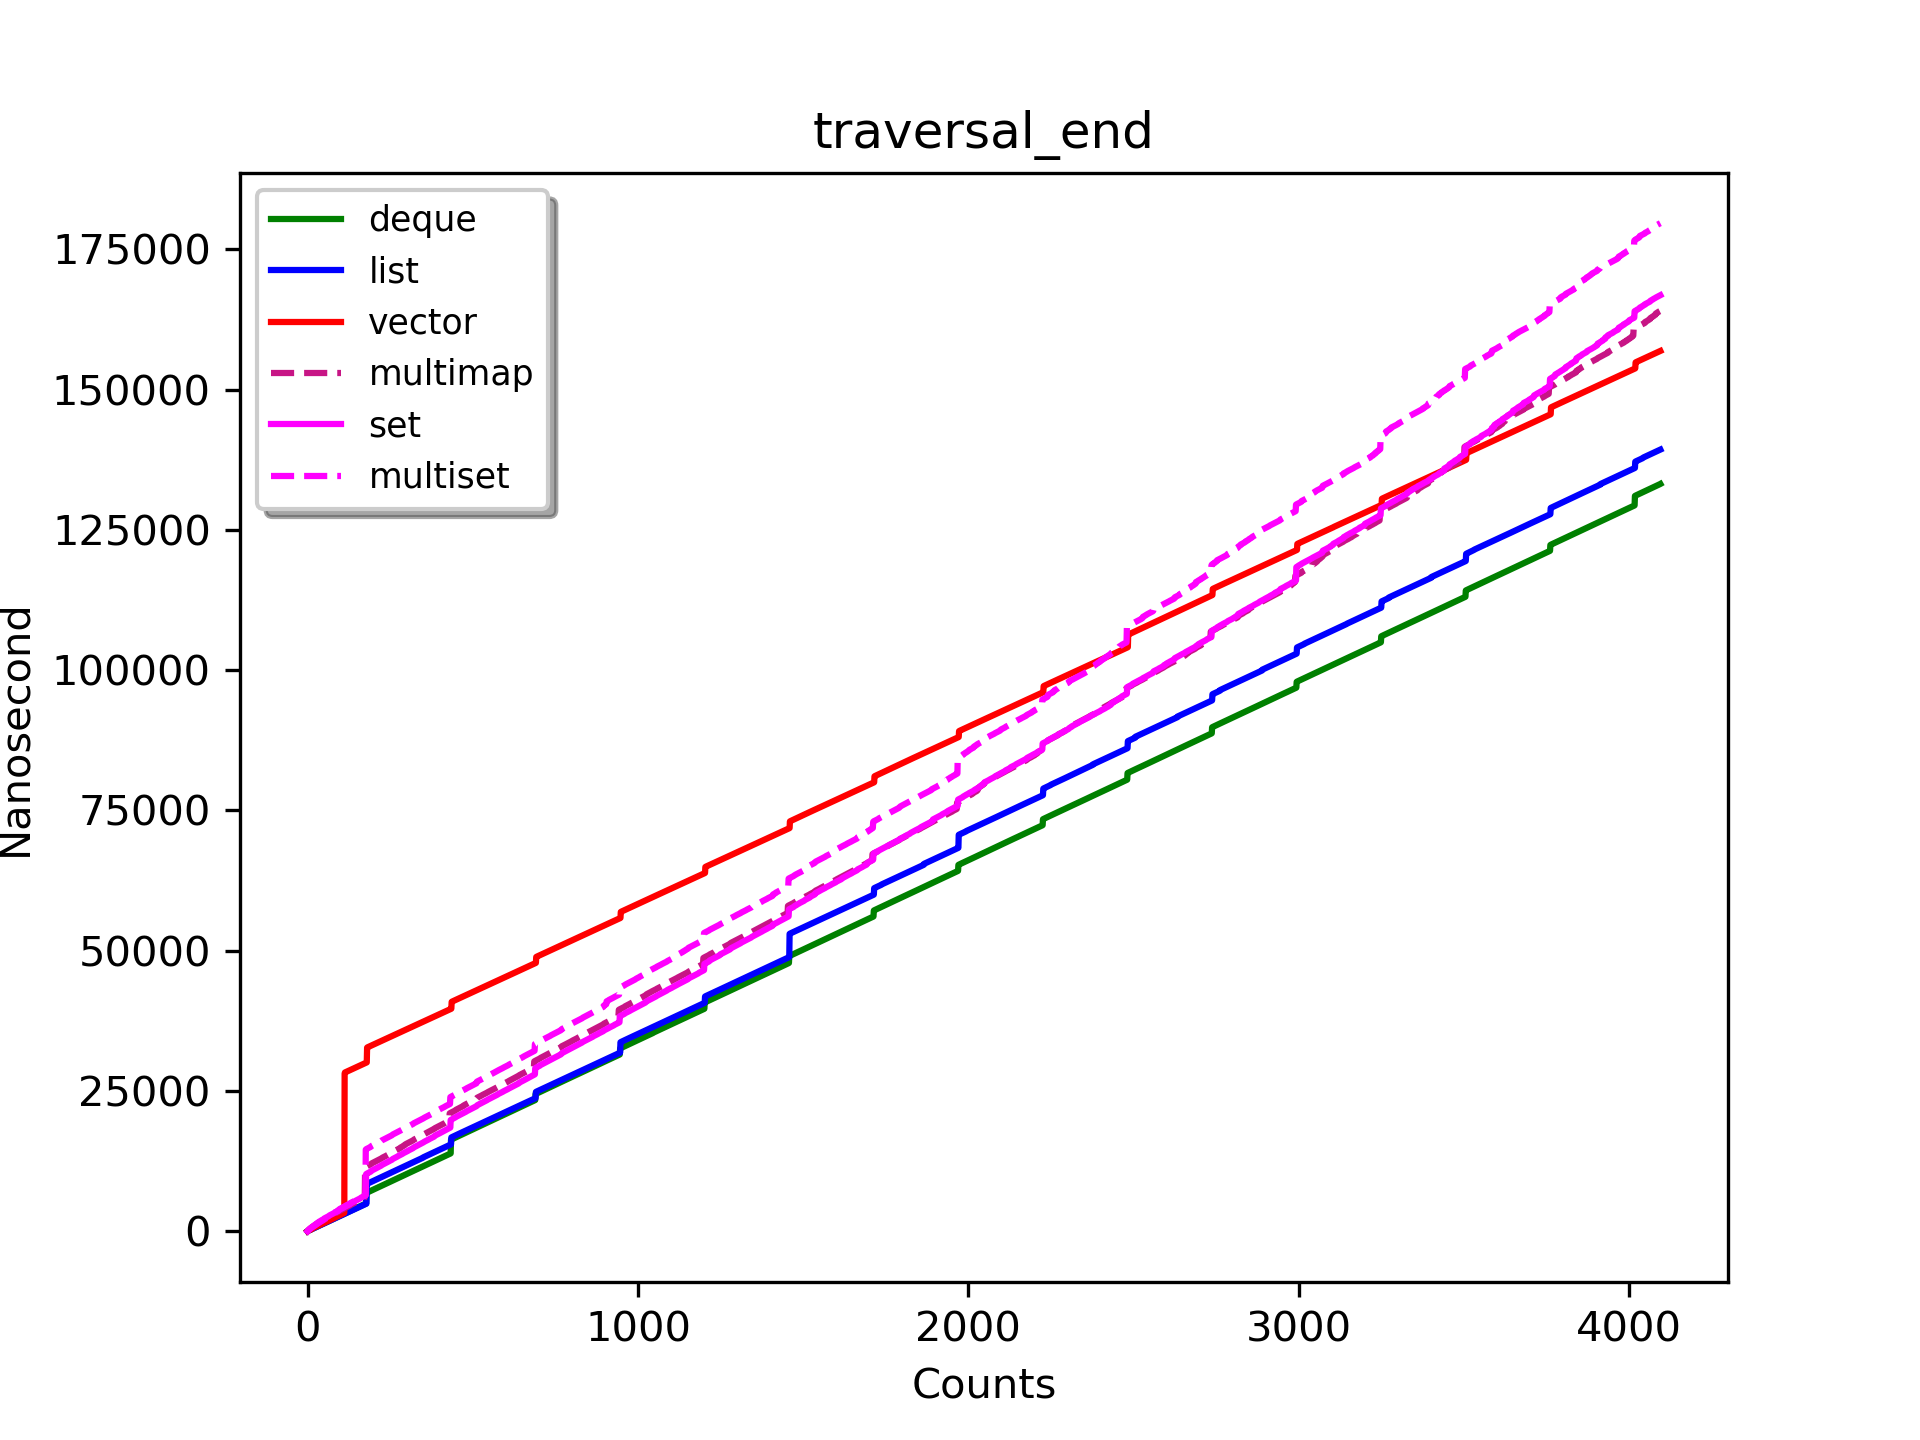 traversal_end
deque
list
vector
multimap
set
multiset
175000
150000
125000
100000
75000
50000
25000
0
Nanosecond
0 1000 2000 3000 4000
Counts